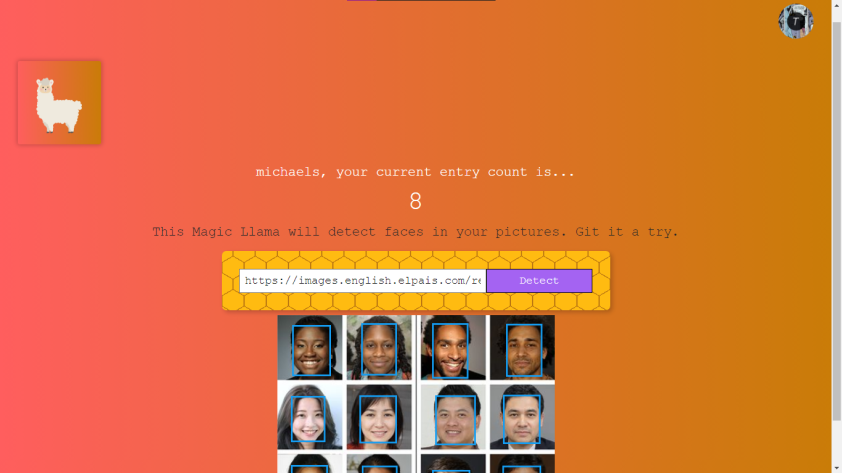 T
michaels, your current entry count is...
8
This Magic Llama will detect faces in your pictures. Git it a try.
https://images.english.elpais.com/re
Detect